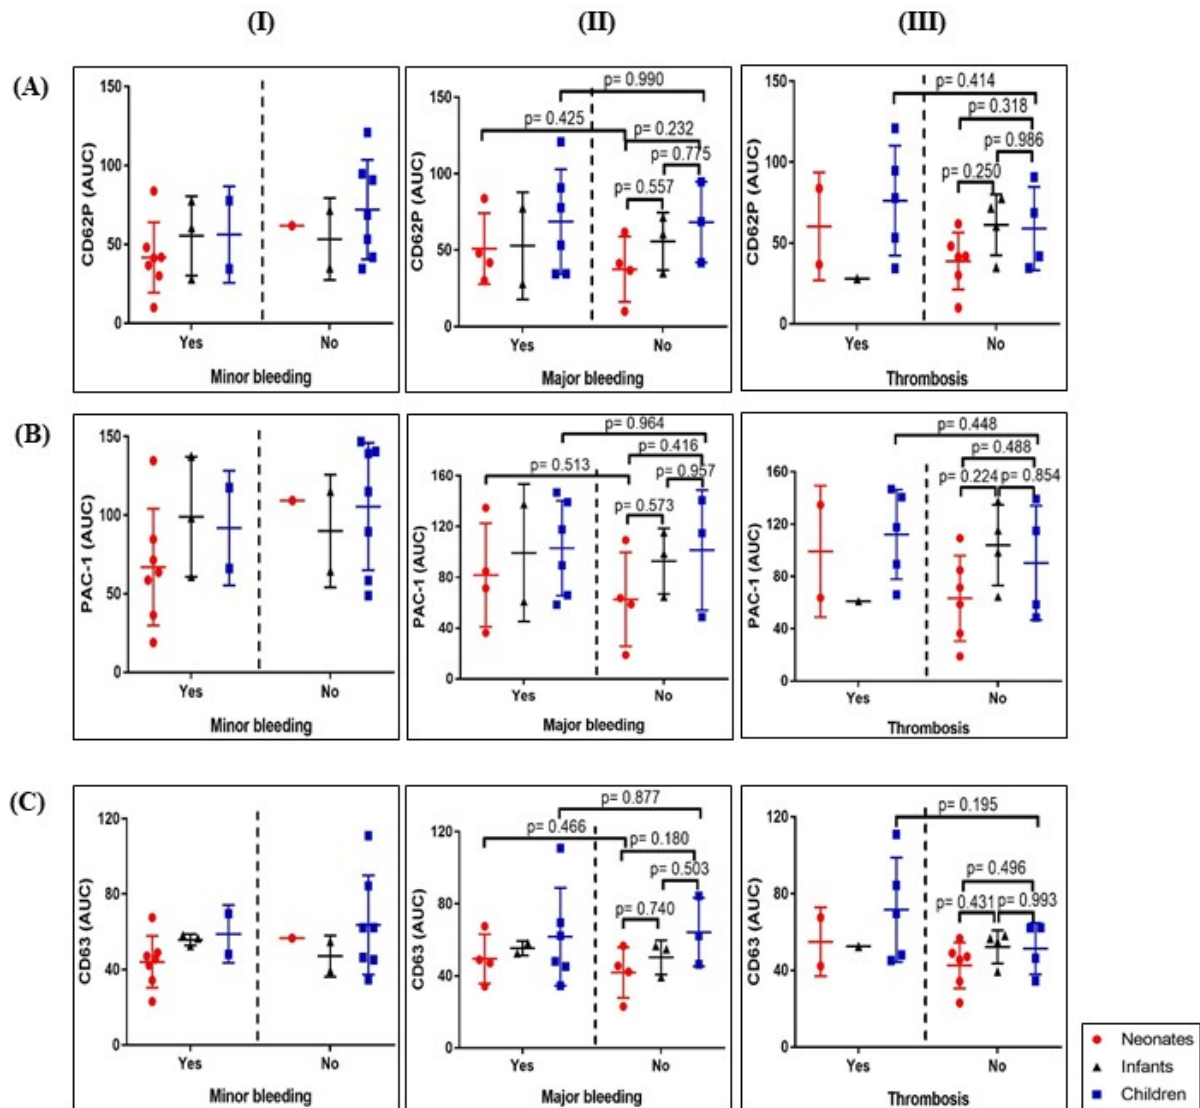 (I)
(II)
(III)
(A)
150
100
50
0
CD62P (AUC)
Yes
No
Minor bleeding
150
100
50
0
CD62P (AUC)
p= 0.990
p= 0.425
p= 0.232
p= 0.775
p= 0.557
Yes
No
Major bleeding
150
100
50
0
CD62P (AUC)
p= 0.414
p= 0.318
p= 0.986
p= 0.250
Yes
No
Thrombosis
(B)
150
100
50
0
PAC-1 (AUC)
Yes
No
Minor bleeding
160
120
80
40
0
PAC-1 (AUC)
p= 0.964
p= 0.416
p= 0.513
p= 0.957
p= 0.573
Yes
No
Major bleeding
160
120
80
40
0
PAC-1 (AUC)
p= 0.448
p= 0.488
p= 0.224
p= 0.854
Yes
No
Thrombosis
(C)
120
80
40
0
CD63 (AUC)
Yes
No
Minor bleeding
120
80
40
0
CD63 (AUC)
p= 0.877
p= 0.466
p= 0.180
p= 0.503
p= 0.740
Yes
No
Major bleeding
120
80
40
0
CD63 (AUC)
p= 0.195
p= 0.496
p= 0.431
p= 0.993
Yes
No
Thrombosis
Neonates
Infants
Children